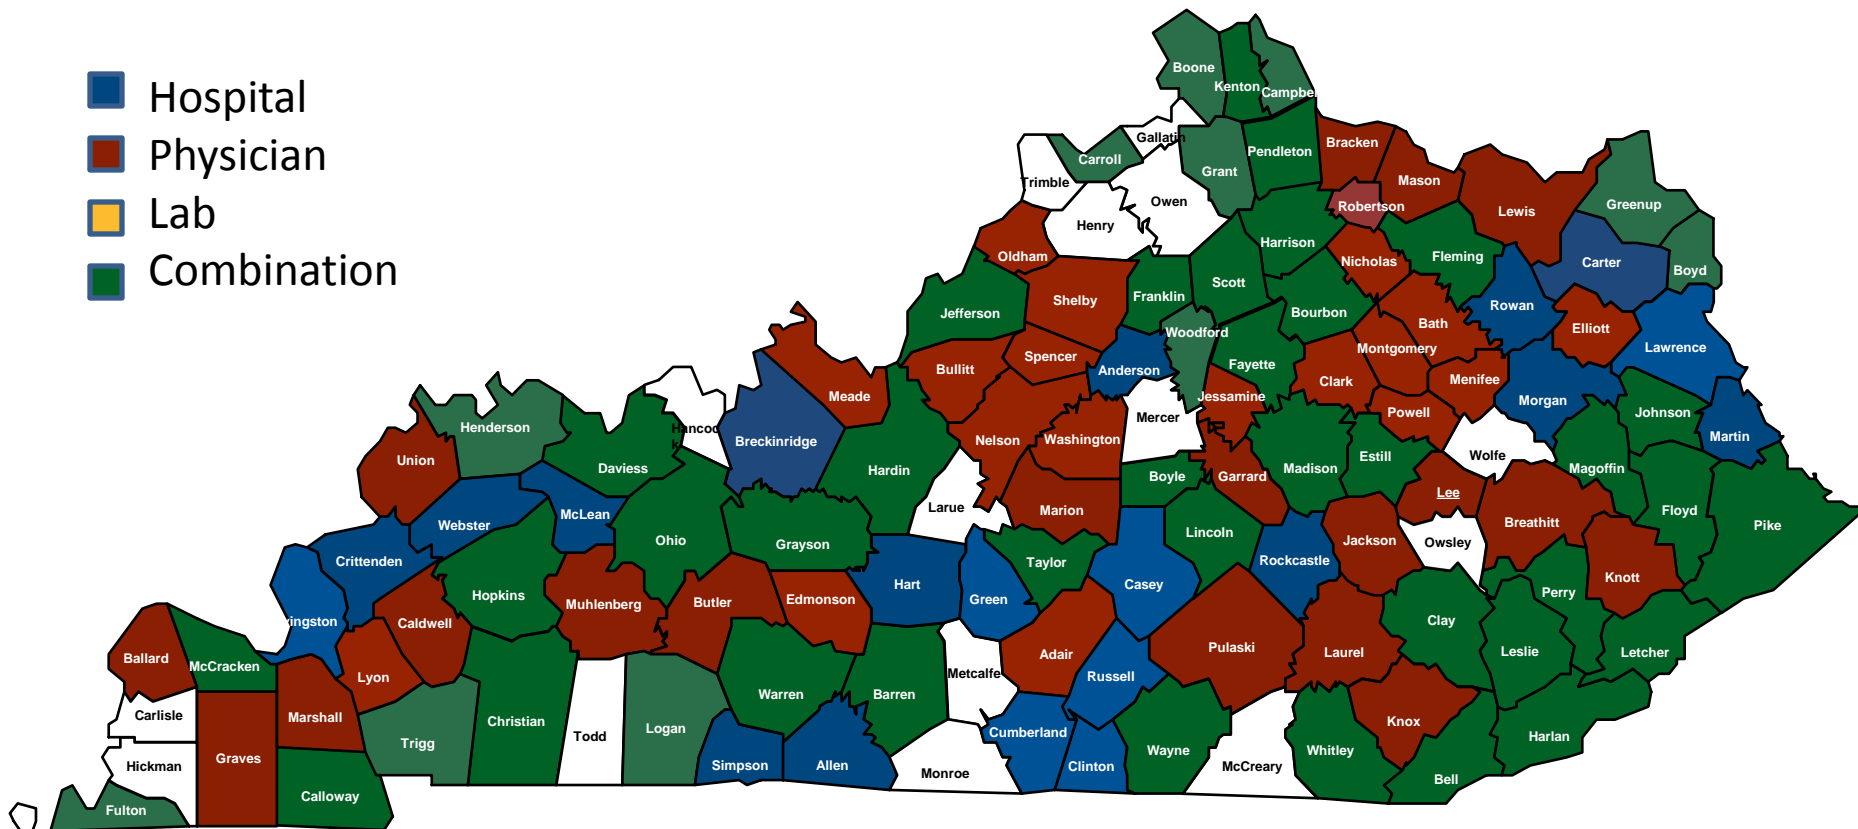 Hospital
Physician
Lab
Combination
Boone
Kenton
Campbe
Gallatin
Carroll
Grant
Pendleton
Bracken
Mason
Trimble
Owen
Robertson
Lewis
Greenup
Henry
Harrison
Oldham
Nicholas
Fleming
Carter
Boyd
Scott
Shelby
Franklin
Rowan
Jefferson
Bourbon
Bath
Elliott
Woodford
Lawrence
Spencer
Montgomery
Bullitt
Anderson
Fayette
Clark
Menifee
Meade
Jessamine
Morgan
Powell
Johnson
Mercer
Hancoc
k
Henderson
Breckinridge
Nelson
Washington
Martin
Union
Daviess
Hardin
Estill
Wolfe
Madison
Magoffin
Boyle
Garrard
Lee
Larue
Marion
Floyd
Webster
McLean
Breathitt
Pike
Lincoln
Ohio
Grayson
Jackson
Owsley
Crittenden
Taylor
Rockcastle
Hart
Casey
Knott
Hopkins
Green
Perry
Muhlenberg
Butler
Edmonson
vingston
Caldwell
Clay
Pulaski
Leslie
Laurel
Letcher
Ballard
McCracken
Adair
Lyon
Metcalfe
Russell
Warren
Barren
Carlisle
Marshall
Christian
Knox
Logan
Cumberland
Todd
Harlan
Trigg
Wayne
Whitley
Graves
Hickman
Simpson
Allen
Clinton
McCreary
Monroe
Bell
Calloway
Fulton